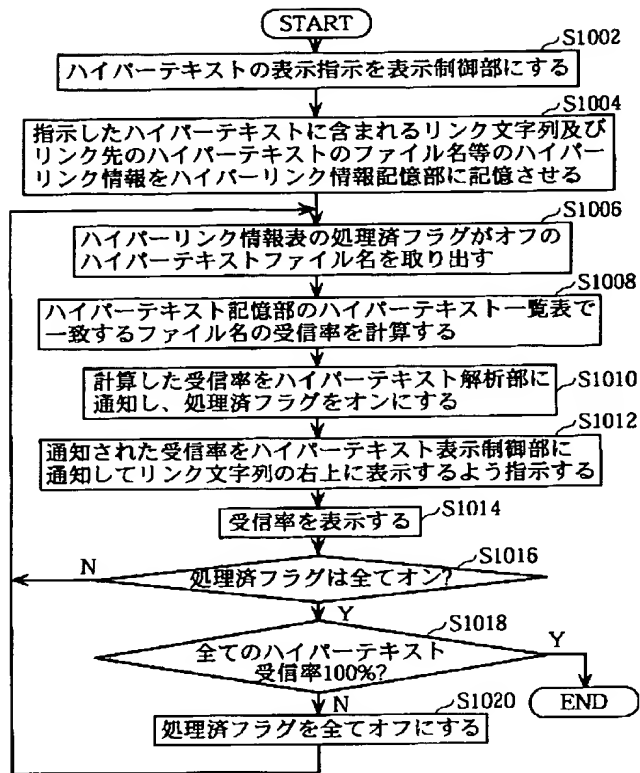 START
S1002
ハイパーテキストの表示指示を表示制御部にする
S1004
指示したハイパーテキストに含まれるリンク文字列及び
リンク先のハイパーテキストのファイル名等のハイパー
リンク情報をハイパーリンク情報記憶部に記憶させる
S1006
ハイパーリンク情報表の処理済フラグがオフの
ハイパーテキストファイル名を取り出す
S1008
ハイパーテキスト記憶部のハイパーテキスト一覧表で
一致するファイル名の受信率を計算する
計算した受信率をハイパーテキスト解析部に
通知し、処理済フラグをオンにする
S1010
S1012
通知された受信率をハイパーテキスト表示制御部に
通知してリンク文字列の右上に表示するよう指示する
受信率を表示する
S1014
S1016
N
処理済フラグは全てオン?
Y
S1018
全てのハイパーテキスト
受信率100%?
Y
N
END
S1020
処理済フラグを全てオフにする